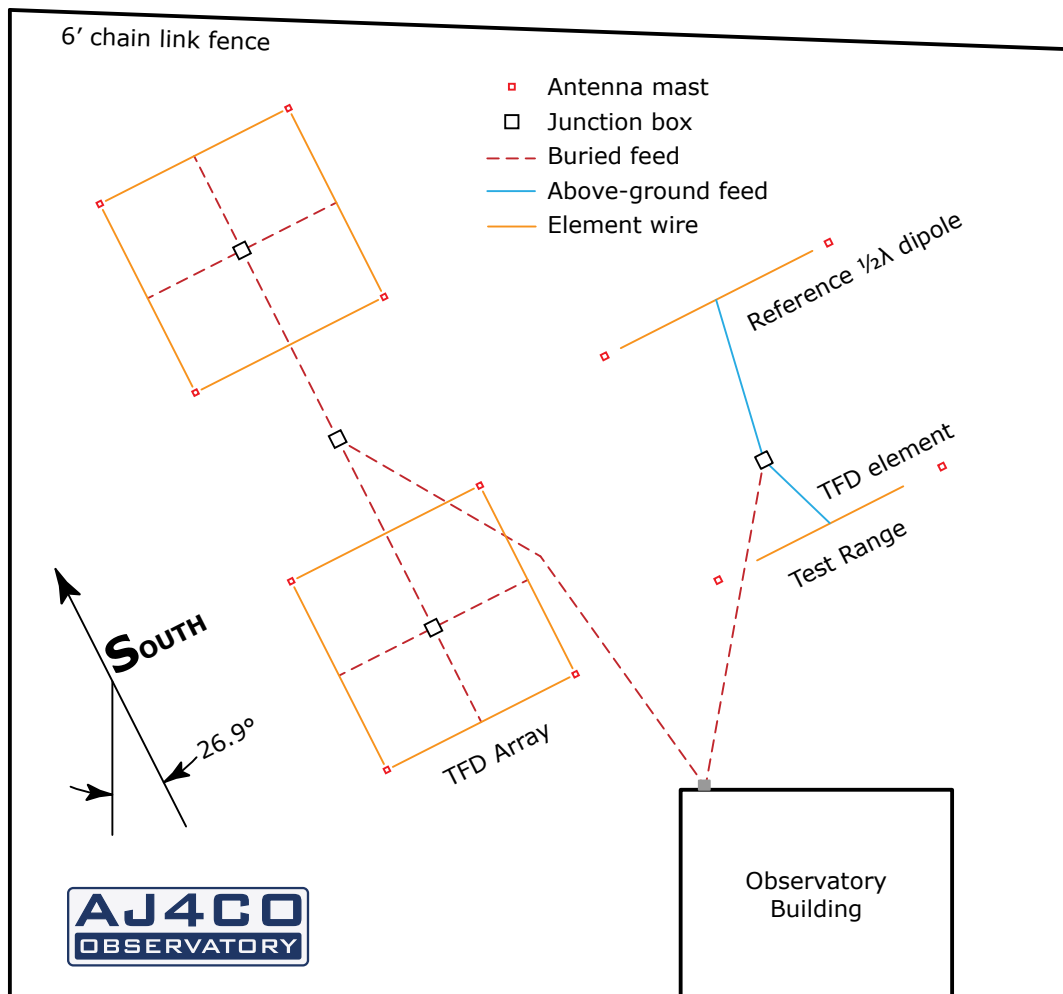 6′ chain link fence
Antenna mast
Junction box
Buried feed
Above-ground feed
Element wire
Reference ½λ dipole
TFD element
Test Range
SOUTH
26.9°
TFD Array
Observatory
Building
AJ4CO
OBSERVATORY